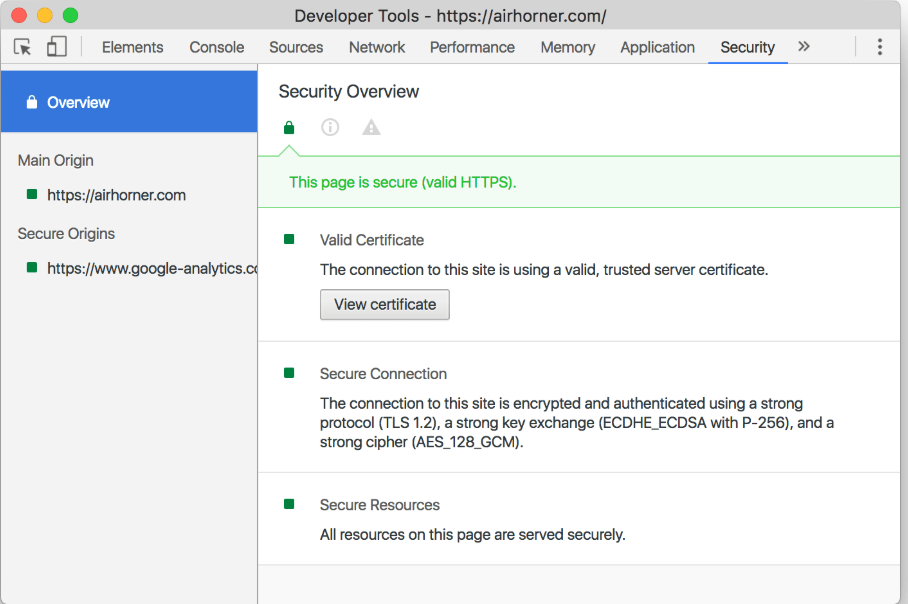 Developer Tools - https://airhorner.com/
Elements Console Sources Network Performance Memory Application Security »
Overview
Main Origin
https://airhorner.com
Secure Origins
https://www.google-analytics.co
Security Overview
This page is secure (valid HTTPS).
Valid Certificate
The connection to this site is using a valid, trusted server certificate.
View certificate
Secure Connection
The connection to this site is encrypted and authenticated using a strong
protocol (TLS 1.2), a strong key exchange (ECDHE_ECDSA with P-256), and a
strong cipher (AES_128_GCM).
Secure Resources
All resources on this page are served securely.